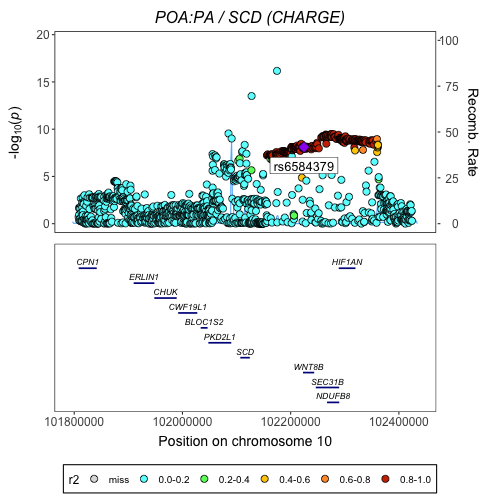 POA:PA / SCD (CHARGE)
20
15
10
5
0
-log10(p)
100
75
50
25
0
Recomb. Rate
rs6584379
CPN1
HIF1AN
ERLIN1
CHUK
CWF19L1
BLOC1S2
PKD2L1
SCD
WNT8B
SEC31B
NDUFB8
101800000 102000000 102200000 102400000
Position on chromosome 10
r2 miss 0.0-0.2 0.2-0.4 0.4-0.6 0.6-0.8 0.8-1.0